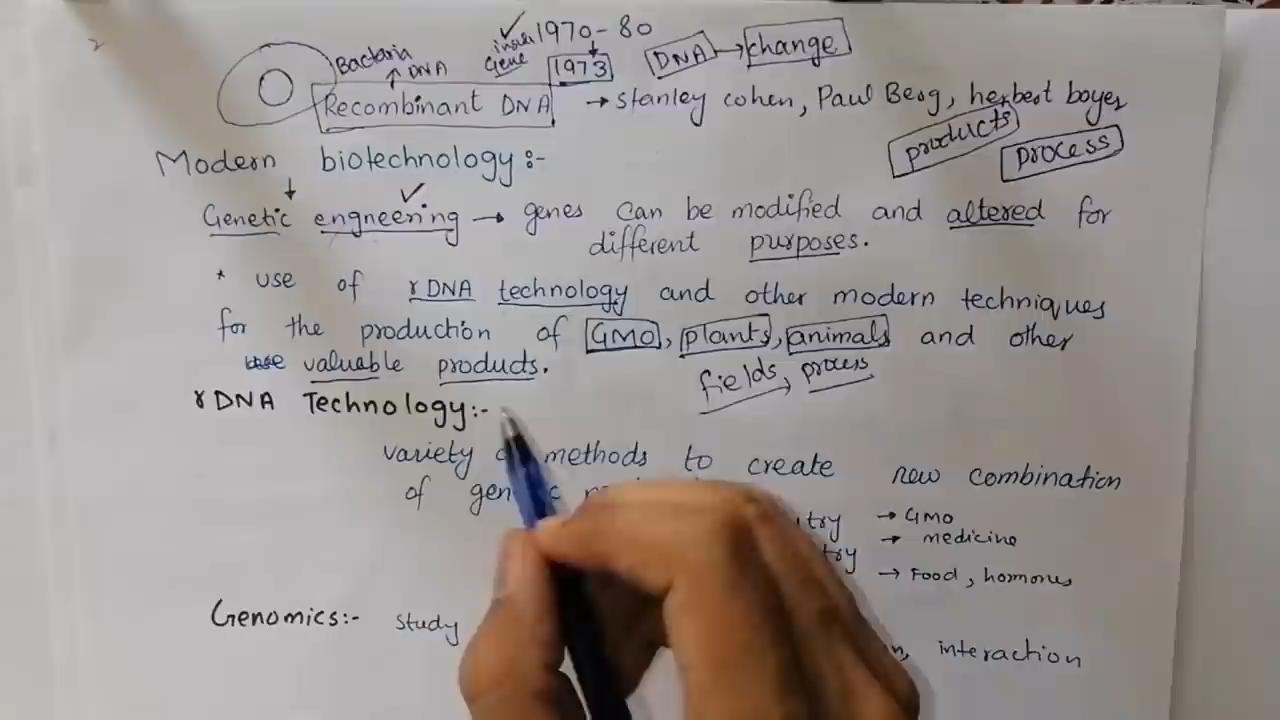 1970-80
Bacteria
DNA
Gene
1973
DNA → change
Recombinant DNA → stanley cohen, Paul Berg, herbert boyer
products
process
Modern biotechnology:-
Genetic engneering → genes can be modified and altered for
different purposes.
* use of rDNA technology and other modern techniques
for the production of GMO, plants, animals and other
valuable products.
fields, process
rDNA Technology:-
variety methods to create new combination
of
→ GMO
→ medicine
→ Food, hormones
Genomics:- study
interaction